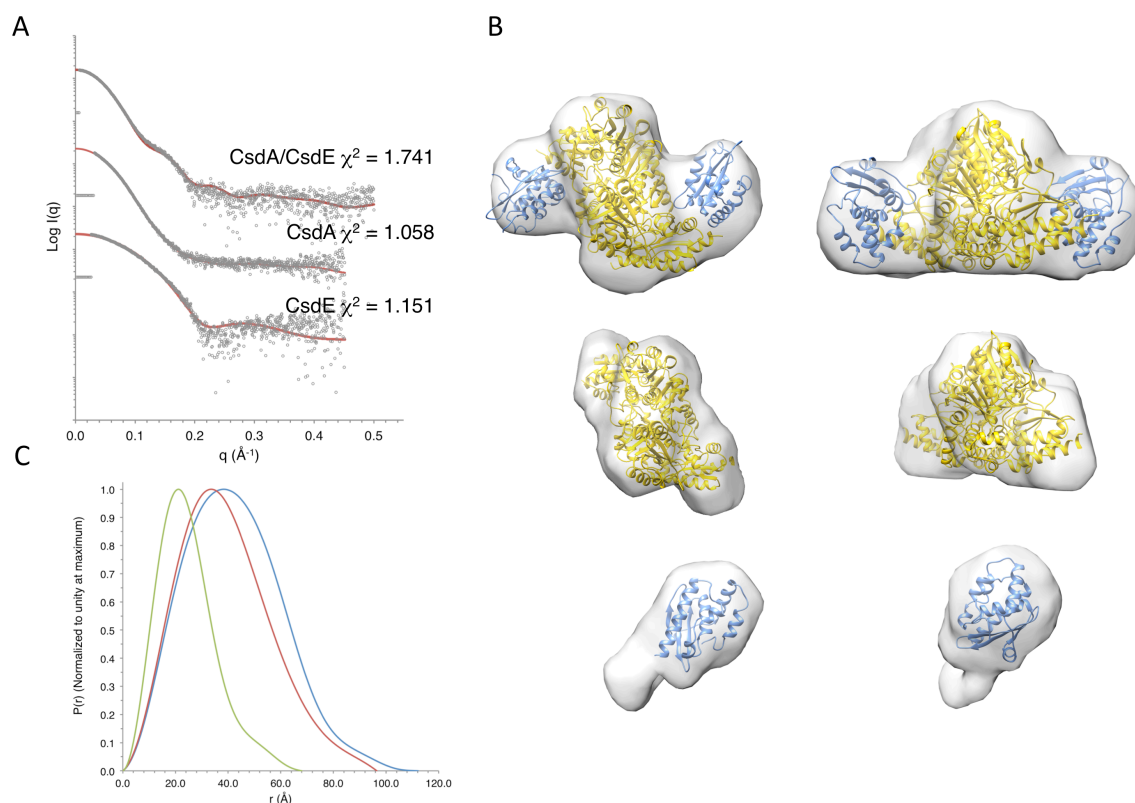 A
B
Log I(q)
CsdA/CsdE χ² = 1.741
CsdA χ² = 1.058
CsdE χ² = 1.151
0.0 0.1 0.2 0.3 0.4 0.5
q (Å⁻¹)
C
P(r) (Normalized to unity at maximum)
1.0
0.9
0.8
0.7
0.6
0.5
0.4
0.3
0.2
0.1
0.0
0.0 20.0 40.0 60.0 80.0 100.0 120.0
r (Å)